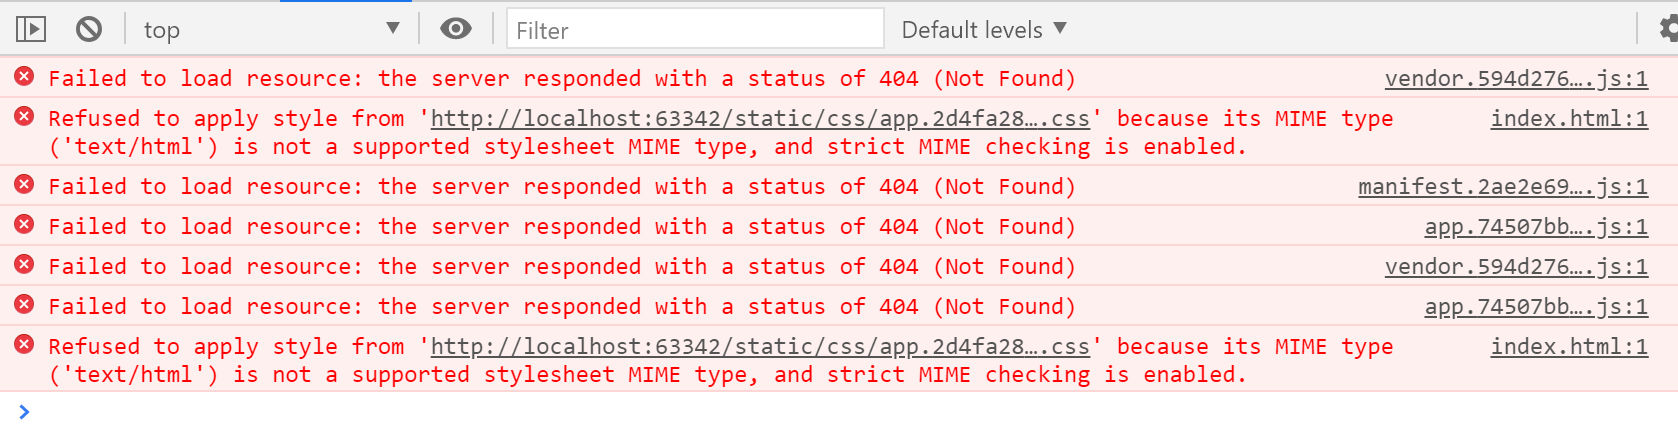 top
Filter
Default levels
Failed to load resource: the server responded with a status of 404 (Not Found) vendor.594d276….js:1
Refused to apply style from 'http://localhost:63342/static/css/app.2d4fa28….css' because its MIME type index.html:1
('text/html') is not a supported stylesheet MIME type, and strict MIME checking is enabled.
Failed to load resource: the server responded with a status of 404 (Not Found) manifest.2ae2e69….js:1
Failed to load resource: the server responded with a status of 404 (Not Found) app.74507bb….js:1
Failed to load resource: the server responded with a status of 404 (Not Found) vendor.594d276….js:1
Failed to load resource: the server responded with a status of 404 (Not Found) app.74507bb….js:1
Refused to apply style from 'http://localhost:63342/static/css/app.2d4fa28….css' because its MIME type index.html:1
('text/html') is not a supported stylesheet MIME type, and strict MIME checking is enabled.